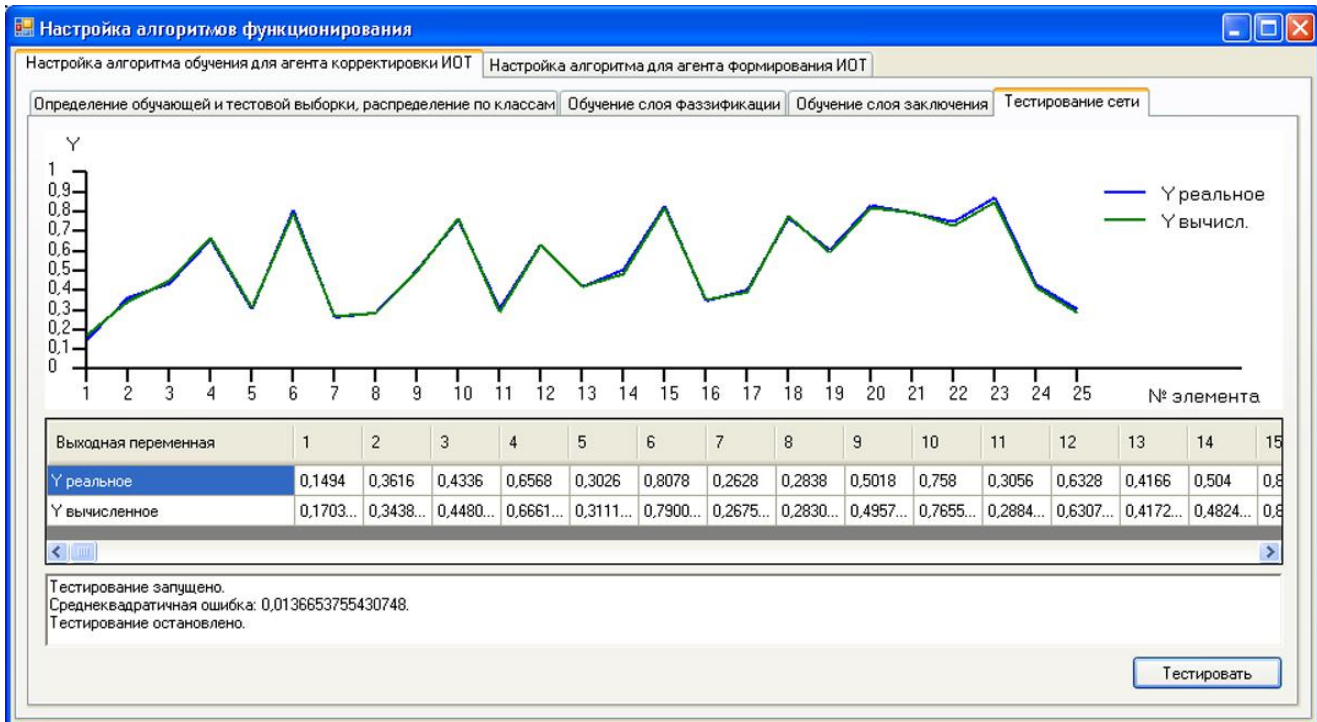 Настройка алгоритмов функционирования
Настройка алгоритма обучения для агента корректировки ИОТ Настройка алгоритма для агента формирования ИОТ
Определение обучающей и тестовой выборки, распределение по классам Обучение слоя фаззификации Обучение слоя заключения Тестирование сети
Y
1
0,9
0,8
0,7
0,6
0,5
0,4
0,3
0,2
0,1
0
Y реальное
Y вычисл.
1 2 3 4 5 6 7 8 9 10 11 12 13 14 15 16 17 18 19 20 21 22 23 24 25 № элемента
Выходная переменная 1 2 3 4 5 6 7 8 9 10 11 12 13 14 15
Y реальное 0,1494 0,3616 0,4336 0,6568 0,3026 0,8078 0,2628 0,2838 0,5018 0,758 0,3056 0,6328 0,4166 0,504 0,8
Y вычисленное 0,1703... 0,3438... 0,4480... 0,6661... 0,3111... 0,7900... 0,2675... 0,2830... 0,4957... 0,7655... 0,2884... 0,6307... 0,4172... 0,4824... 0,8
Тестирование запущено.
Среднеквадратичная ошибка: 0,0136653755430748.
Тестирование остановлено.
Тестировать